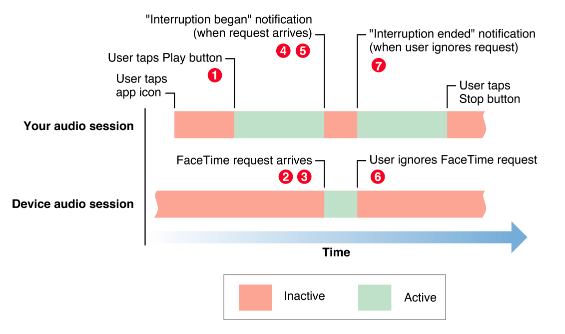 "Interruption began" notification
(when request arrives)
4 5
"Interruption ended" notification
(when user ignores request)
7
User taps Play button
1
User taps
app icon
User taps
Stop button
Your audio session
FaceTime request arrives
2 3
User ignores FaceTime request
6
Device audio session
Time
Inactive
Active